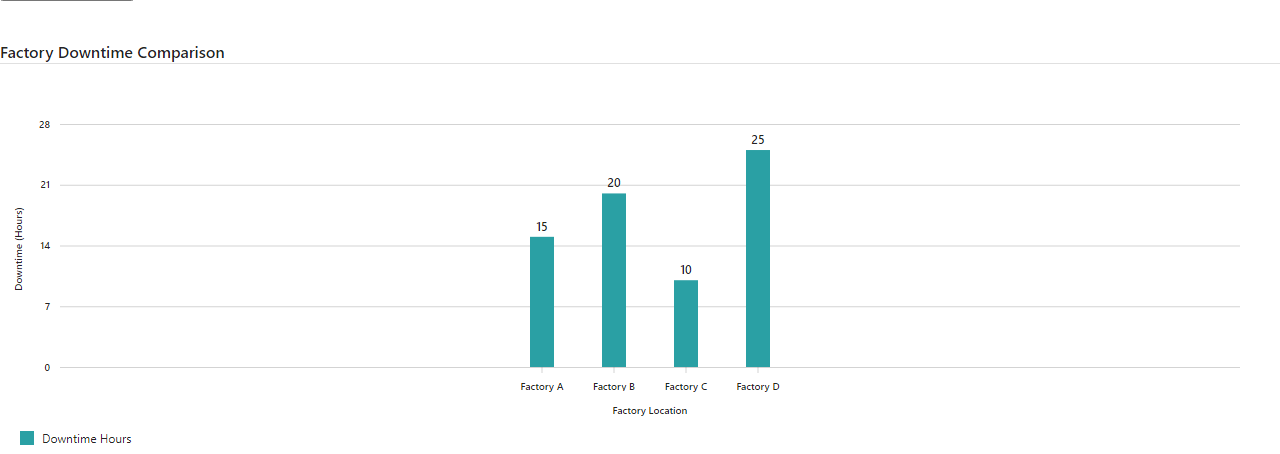 Factory Downtime Comparison
28
25
21
20
15
14
10
7
0
Downtime (Hours)
Factory A
Factory B
Factory C
Factory D
Factory Location
Downtime Hours